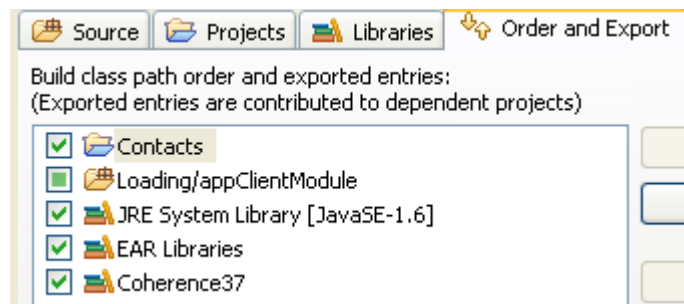 Source Projects Libraries Order and Export
Build class path order and exported entries:
(Exported entries are contributed to dependent projects)
Contacts
Loading/appClientModule
JRE System Library [JavaSE-1.6]
EAR Libraries
Coherence37